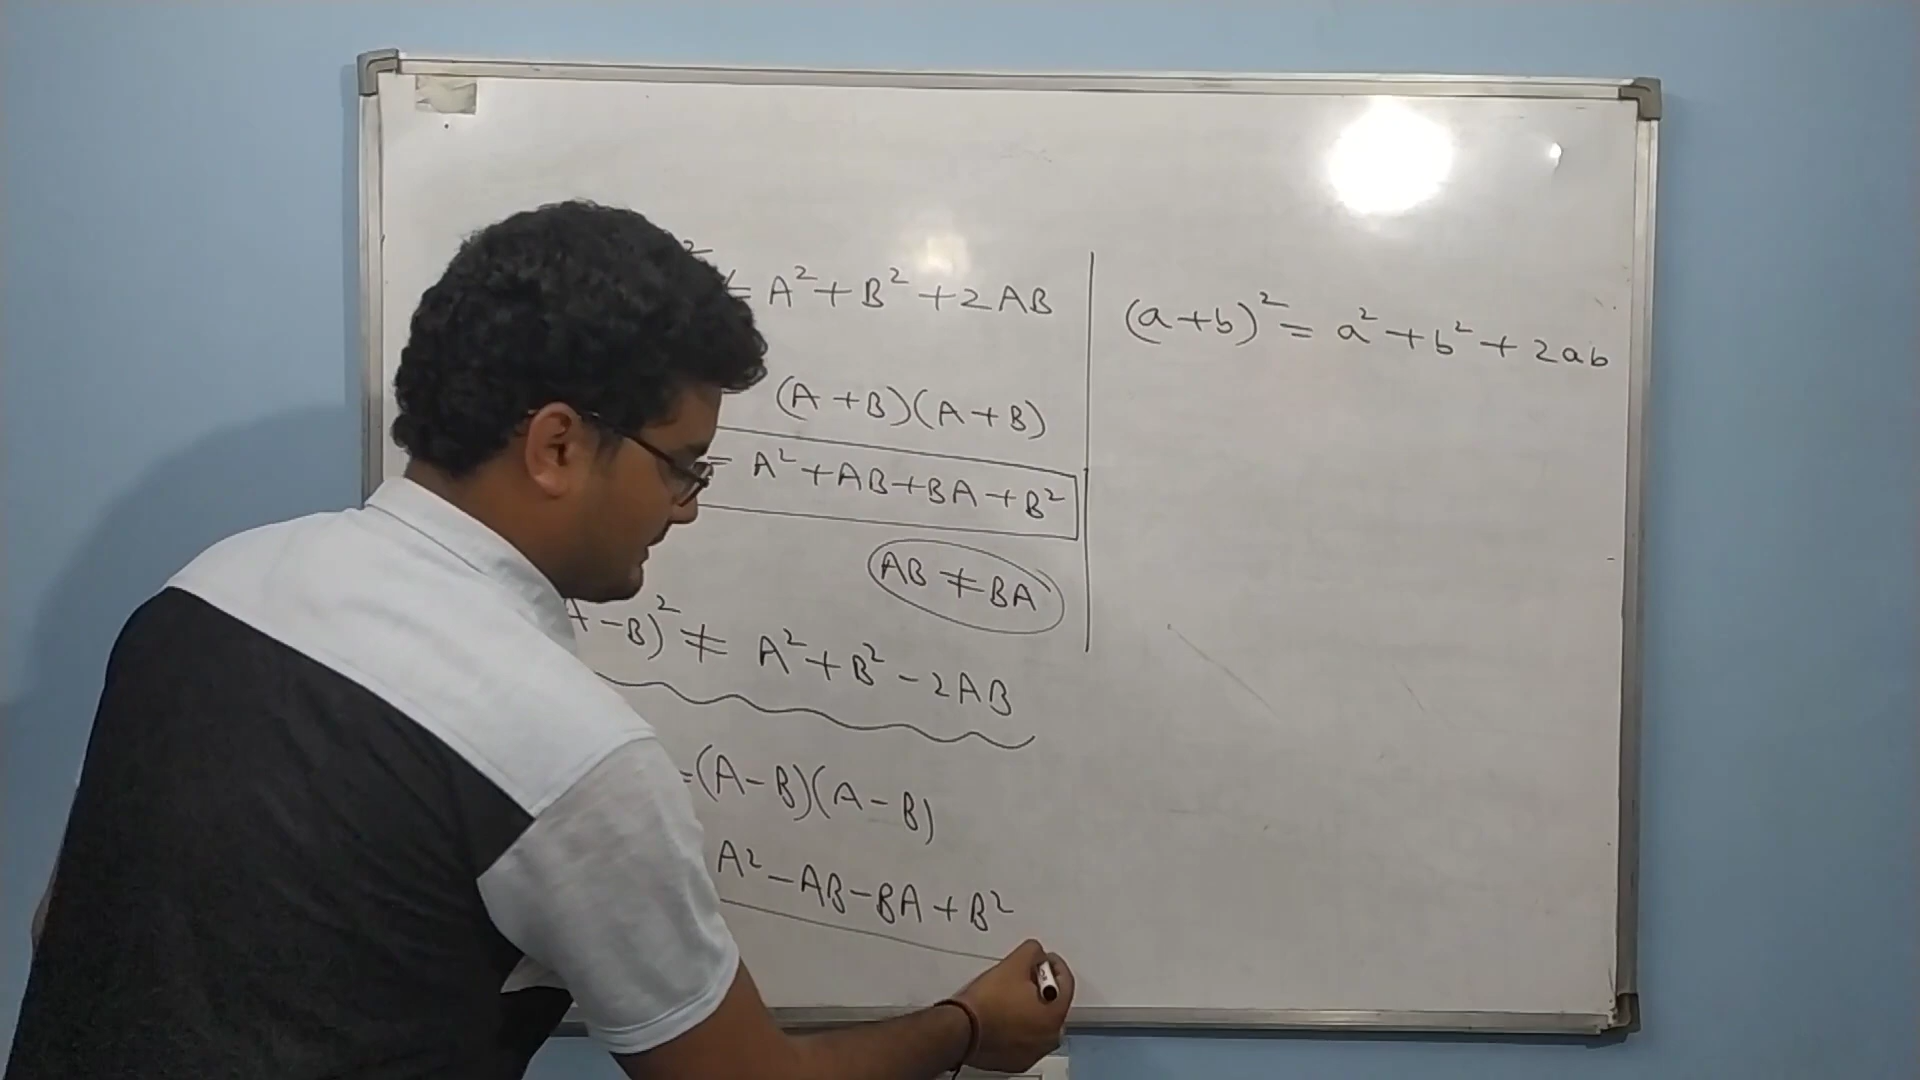 ² ≠ A² + B² + 2AB
= (A + B)(A + B)
= A² + AB + BA + B²
AB ≠ BA
A - B)² ≠ A² + B² - 2AB
= (A - B)(A - B)
A² - AB - BA + B²
(a + b)² = a² + b² + 2ab